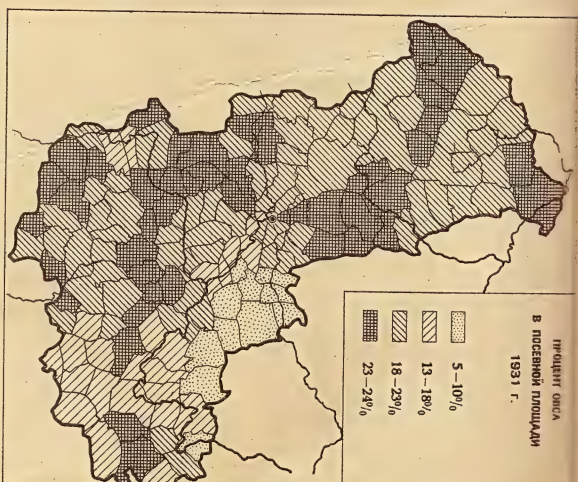 ПРОЦЕНТ ОВСА
В ПОСЕВНОЙ ПЛОЩАДИ
1931 г.
5—10%
13—18%
18—23%
23—24%